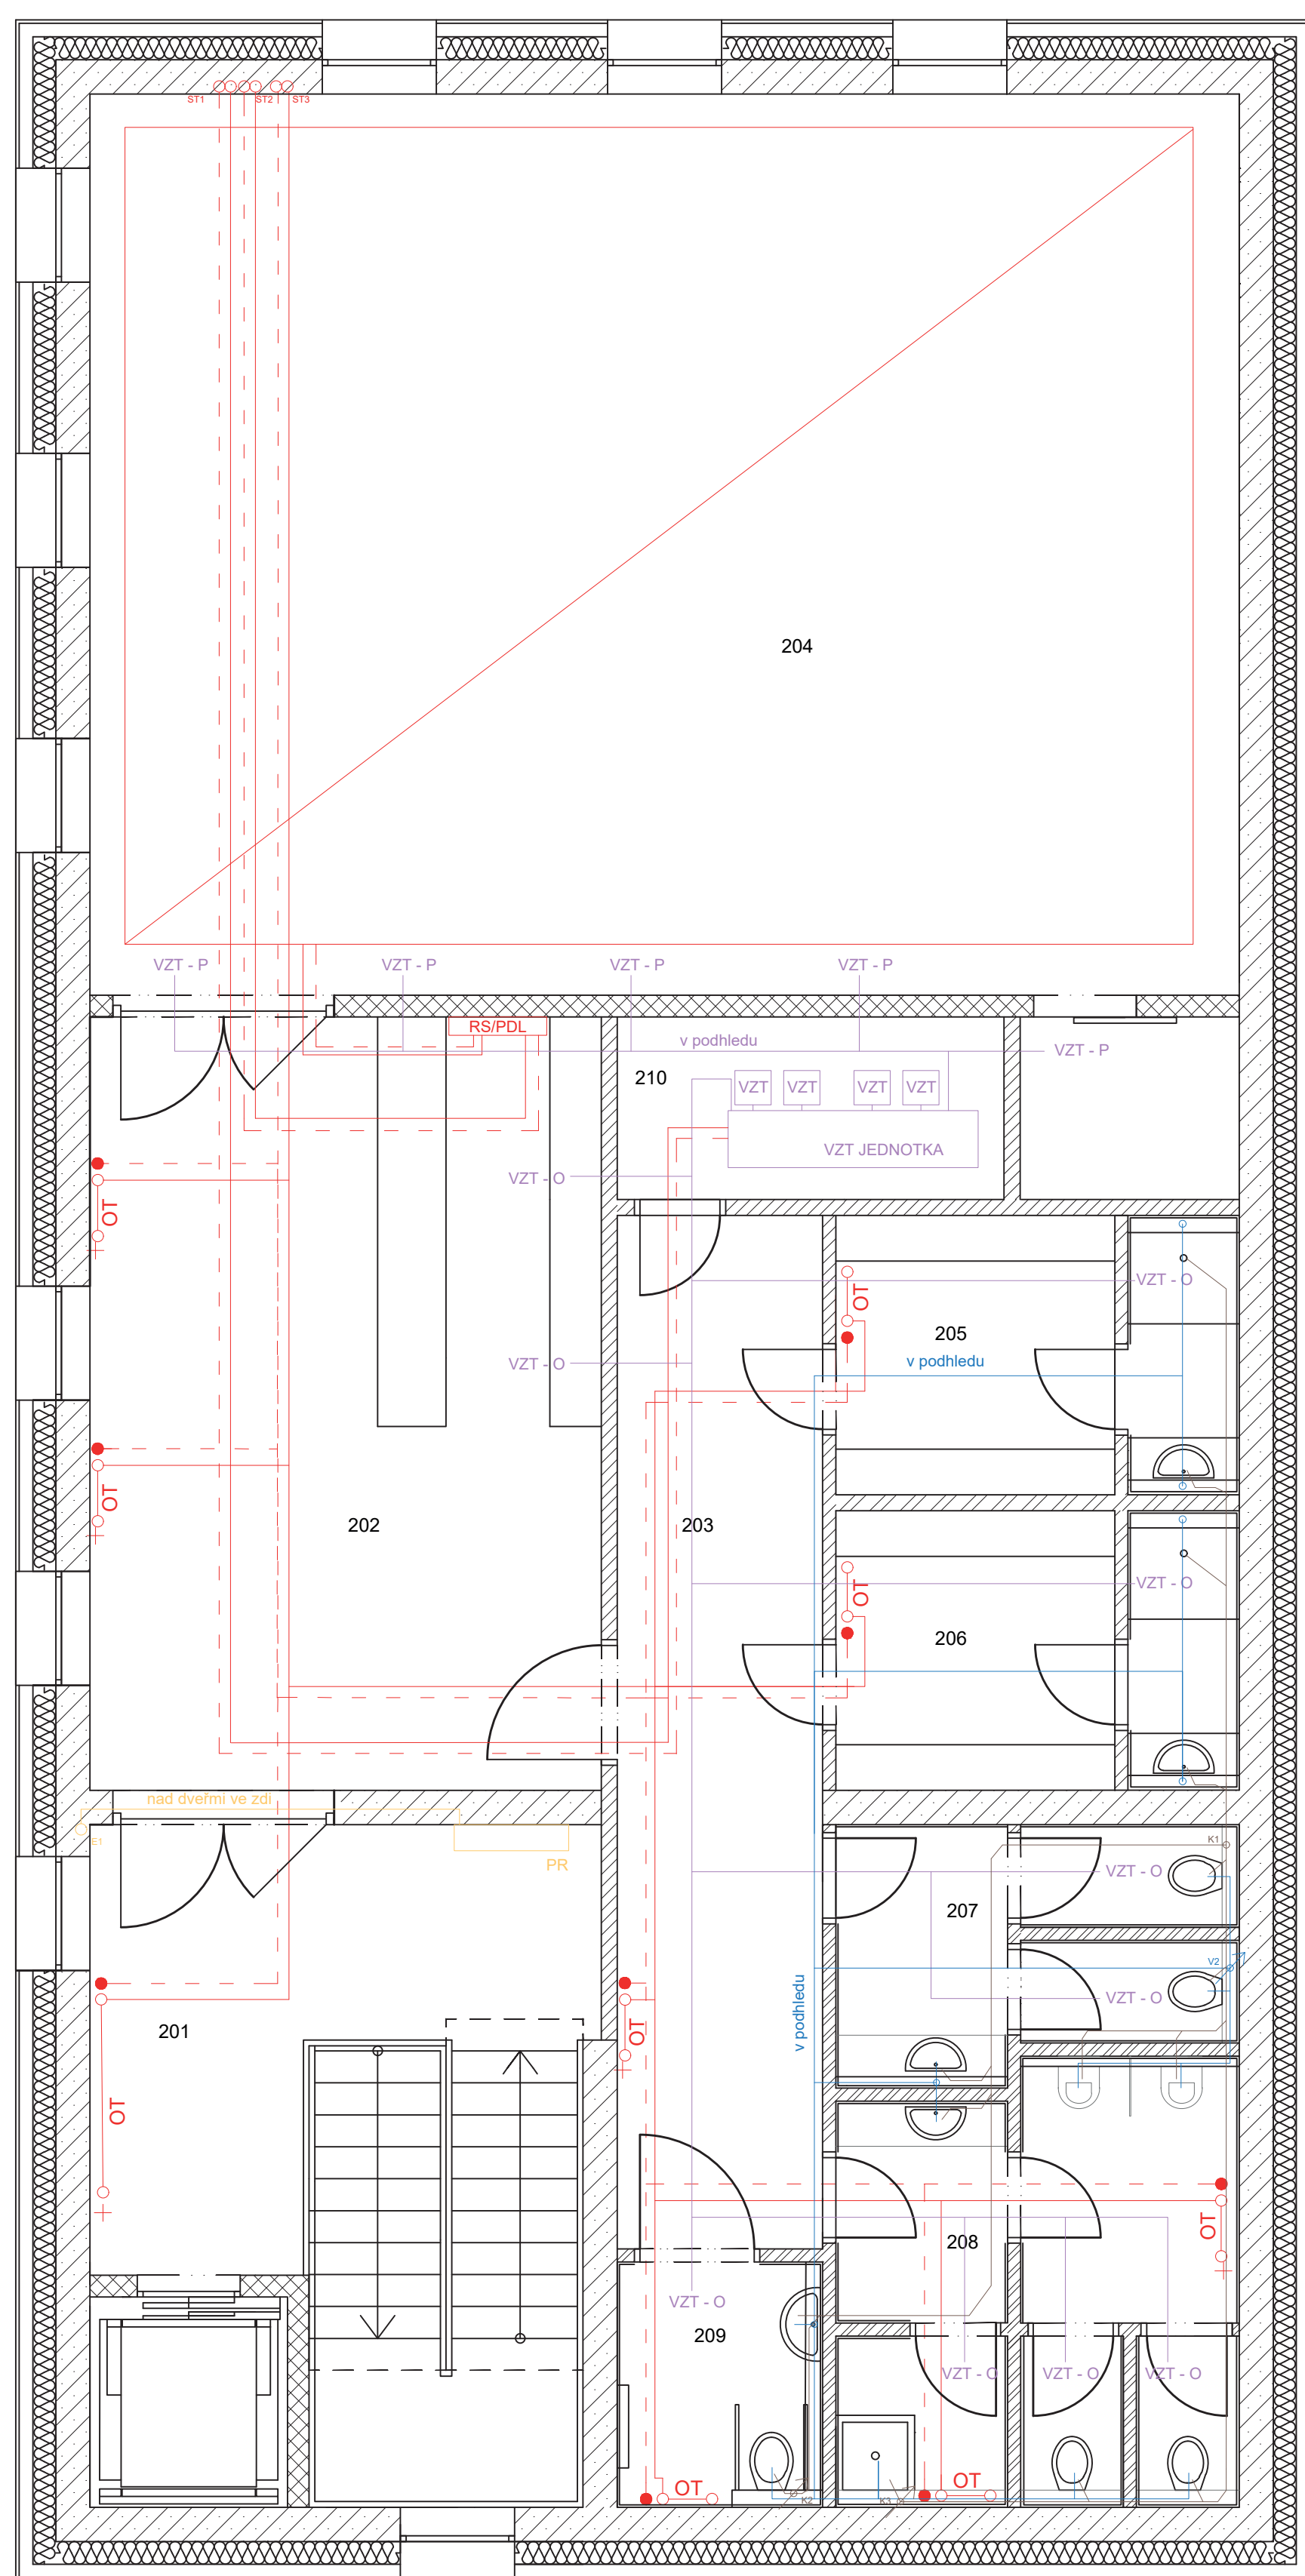 ST1
ST2
ST3
204
VZT - P
VZT - P
VZT - P
VZT - P
RS/PDL
v podhledu
VZT - P
210
VZT
VZT
VZT
VZT
VZT JEDNOTKA
VZT - O
OT
VZT - O
OT
205
v podhledu
VZT - O
OT
202
203
VZT - O
OT
206
nad dveřmi ve zdi
E1
PR
K1
VZT - O
207
V2
VZT - O
v podhledu
201
OT
OT
OT
208
VZT - O
209
VZT - O
VZT - O
VZT - O
OT
OT
K2
K3